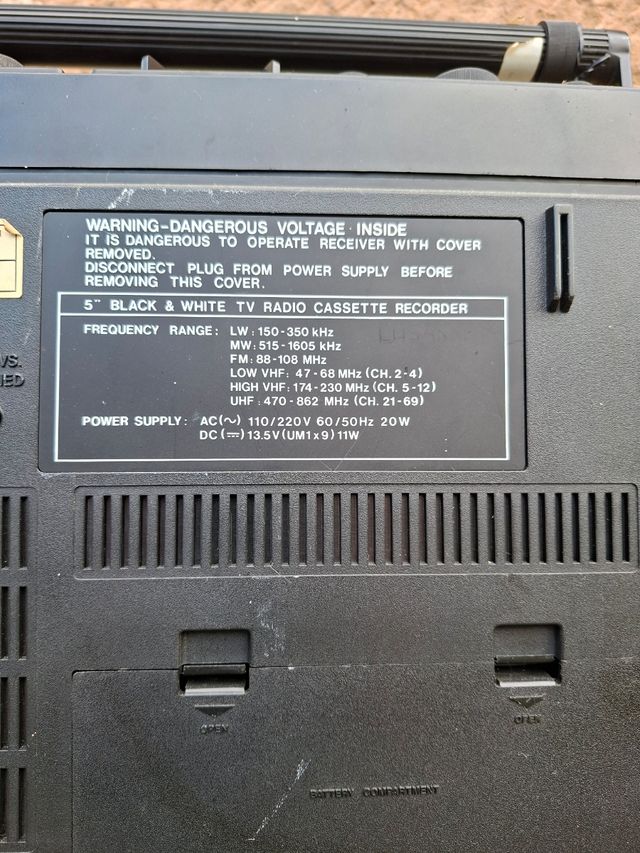 WARNING-DANGEROUS VOLTAGE INSIDE
IT IS DANGEROUS TO OPERATE RECEIVER WITH COVER
REMOVED.
DISCONNECT PLUG FROM POWER SUPPLY BEFORE
REMOVING THIS COVER.
5" BLACK & WHITE TV RADIO CASSETTE RECORDER
FREQUENCY RANGE: LW: 150-350 kHz
MW: 515-1605 kHz
FM: 88-108 MHz
LOW VHF: 47-68 MHz (CH. 2-4)
HIGH VHF: 174-230 MHz (CH. 5-12)
UHF: 470-862 MHz (CH. 21-69)
POWER SUPPLY: AC(~) 110/220V 60/50Hz 20W
DC(⎓) 13.5V (UM1x9) 11W
VS.
IED
OPEN
OPEN
BATTERY COMPARTMENT